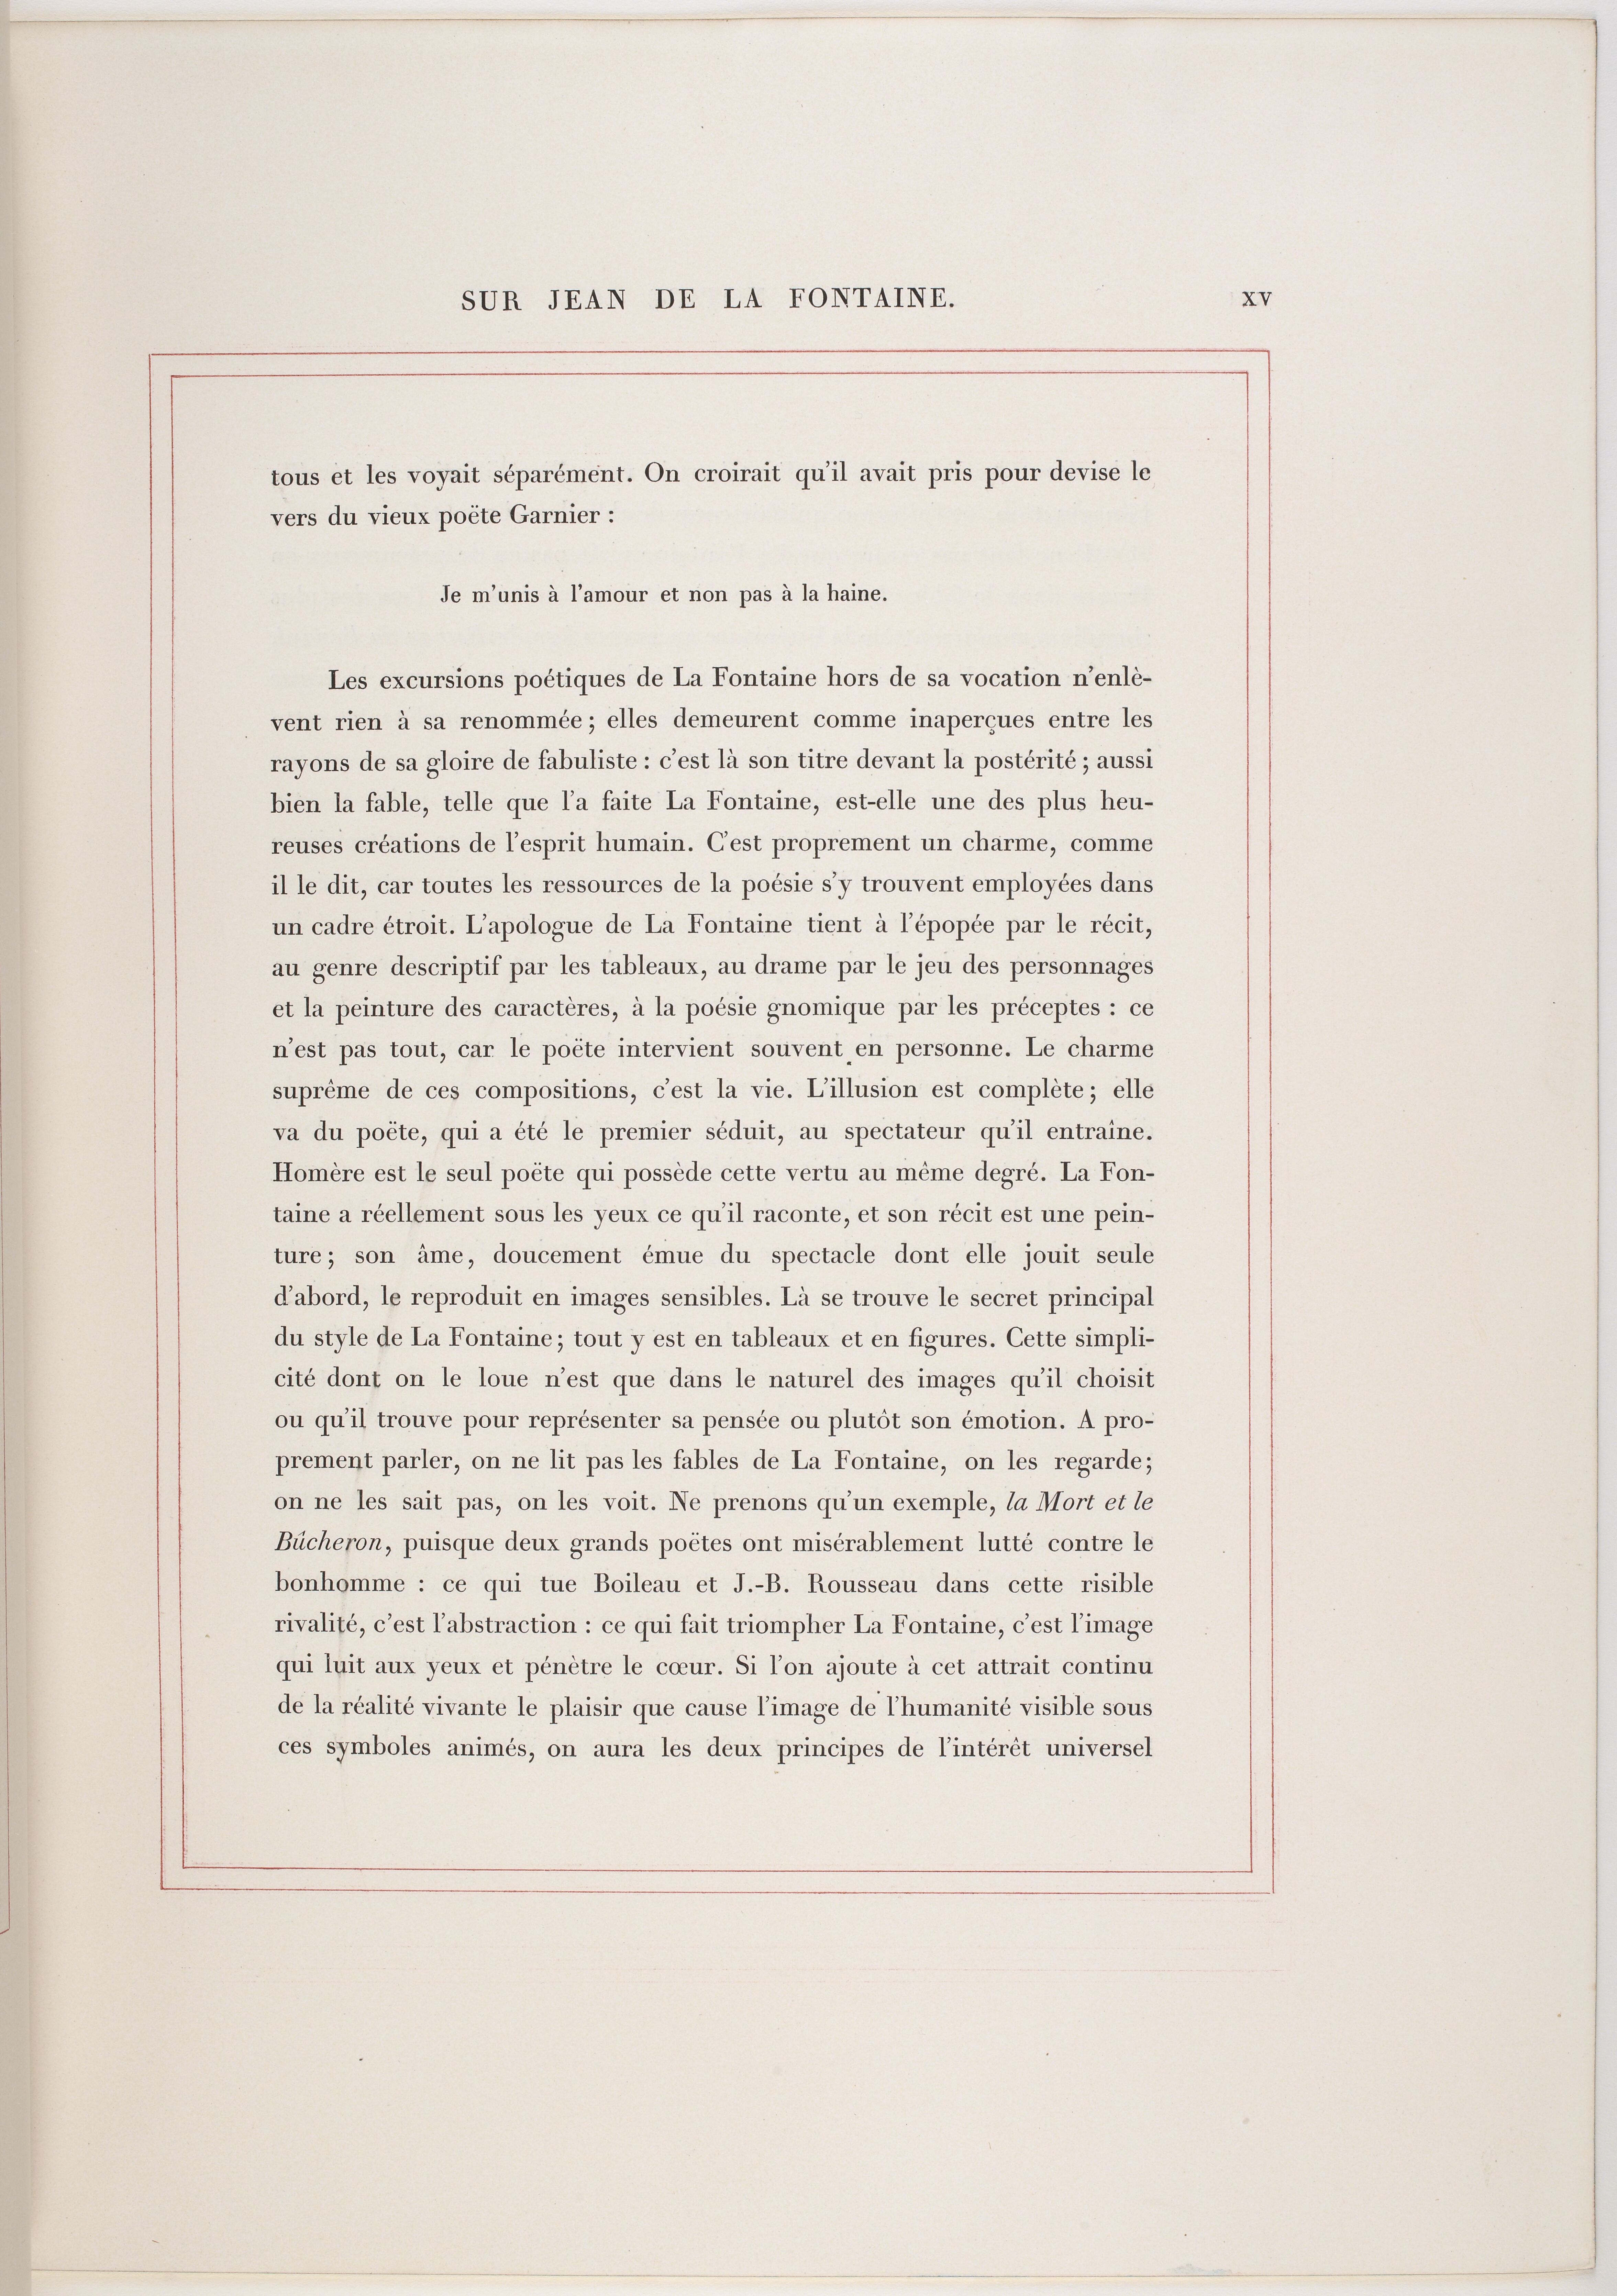 SUR JEAN DE LA FONTAINE. XV
tous et les voyait séparément. On croirait qu'il avait pris pour devise le
vers du vieux poëte Garnier :
Je m'unis à l'amour et non pas à la haine.
Les excursions poétiques de La Fontaine hors de sa vocation n'enlè-
vent rien à sa renommée; elles demeurent comme inaperçues entre les
rayons de sa gloire de fabuliste : c'est là son titre devant la postérité; aussi
bien la fable, telle que l'a faite La Fontaine, est-elle une des plus heu-
reuses créations de l'esprit humain. C'est proprement un charme, comme
il le dit, car toutes les ressources de la poésie s'y trouvent employées dans
un cadre étroit. L'apologue de La Fontaine tient à l'épopée par le récit,
au genre descriptif par les tableaux, au drame par le jeu des personnages
et la peinture des caractères, à la poésie gnomique par les préceptes : ce
n'est pas tout, car le poëte intervient souvent en personne. Le charme
suprême de ces compositions, c'est la vie. L'illusion est complète; elle
va du poëte, qui a été le premier séduit, au spectateur qu'il entraîne.
Homère est le seul poëte qui possède cette vertu au même degré. La Fon-
taine a réellement sous les yeux ce qu'il raconte, et son récit est une pein-
ture; son âme, doucement émue du spectacle dont elle jouit seule
d'abord, le reproduit en images sensibles. Là se trouve le secret principal
du style de La Fontaine; tout y est en tableaux et en figures. Cette simpli-
cité dont on le loue n'est que dans le naturel des images qu'il choisit
ou qu'il trouve pour représenter sa pensée ou plutôt son émotion. A pro-
prement parler, on ne lit pas les fables de La Fontaine, on les regarde;
on ne les sait pas, on les voit. Ne prenons qu'un exemple, la Mort et le
Bûcheron, puisque deux grands poëtes ont misérablement lutté contre le
bonhomme : ce qui tue Boileau et J.-B. Rousseau dans cette risible
rivalité, c'est l'abstraction : ce qui fait triompher La Fontaine, c'est l'image
qui luit aux yeux et pénètre le cœur. Si l'on ajoute à cet attrait continu
de la réalité vivante le plaisir que cause l'image de l'humanité visible sous
ces symboles animés, on aura les deux principes de l'intérêt universel